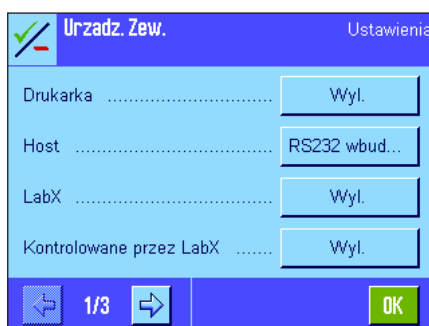 Urzadz. Zew. Ustawienia
Drukarka .............................. Wyl.
Host .................................... RS232 wbud...
LabX .................................... Wyl.
Kontrolowane przez LabX ....... Wyl.
1/3 OK